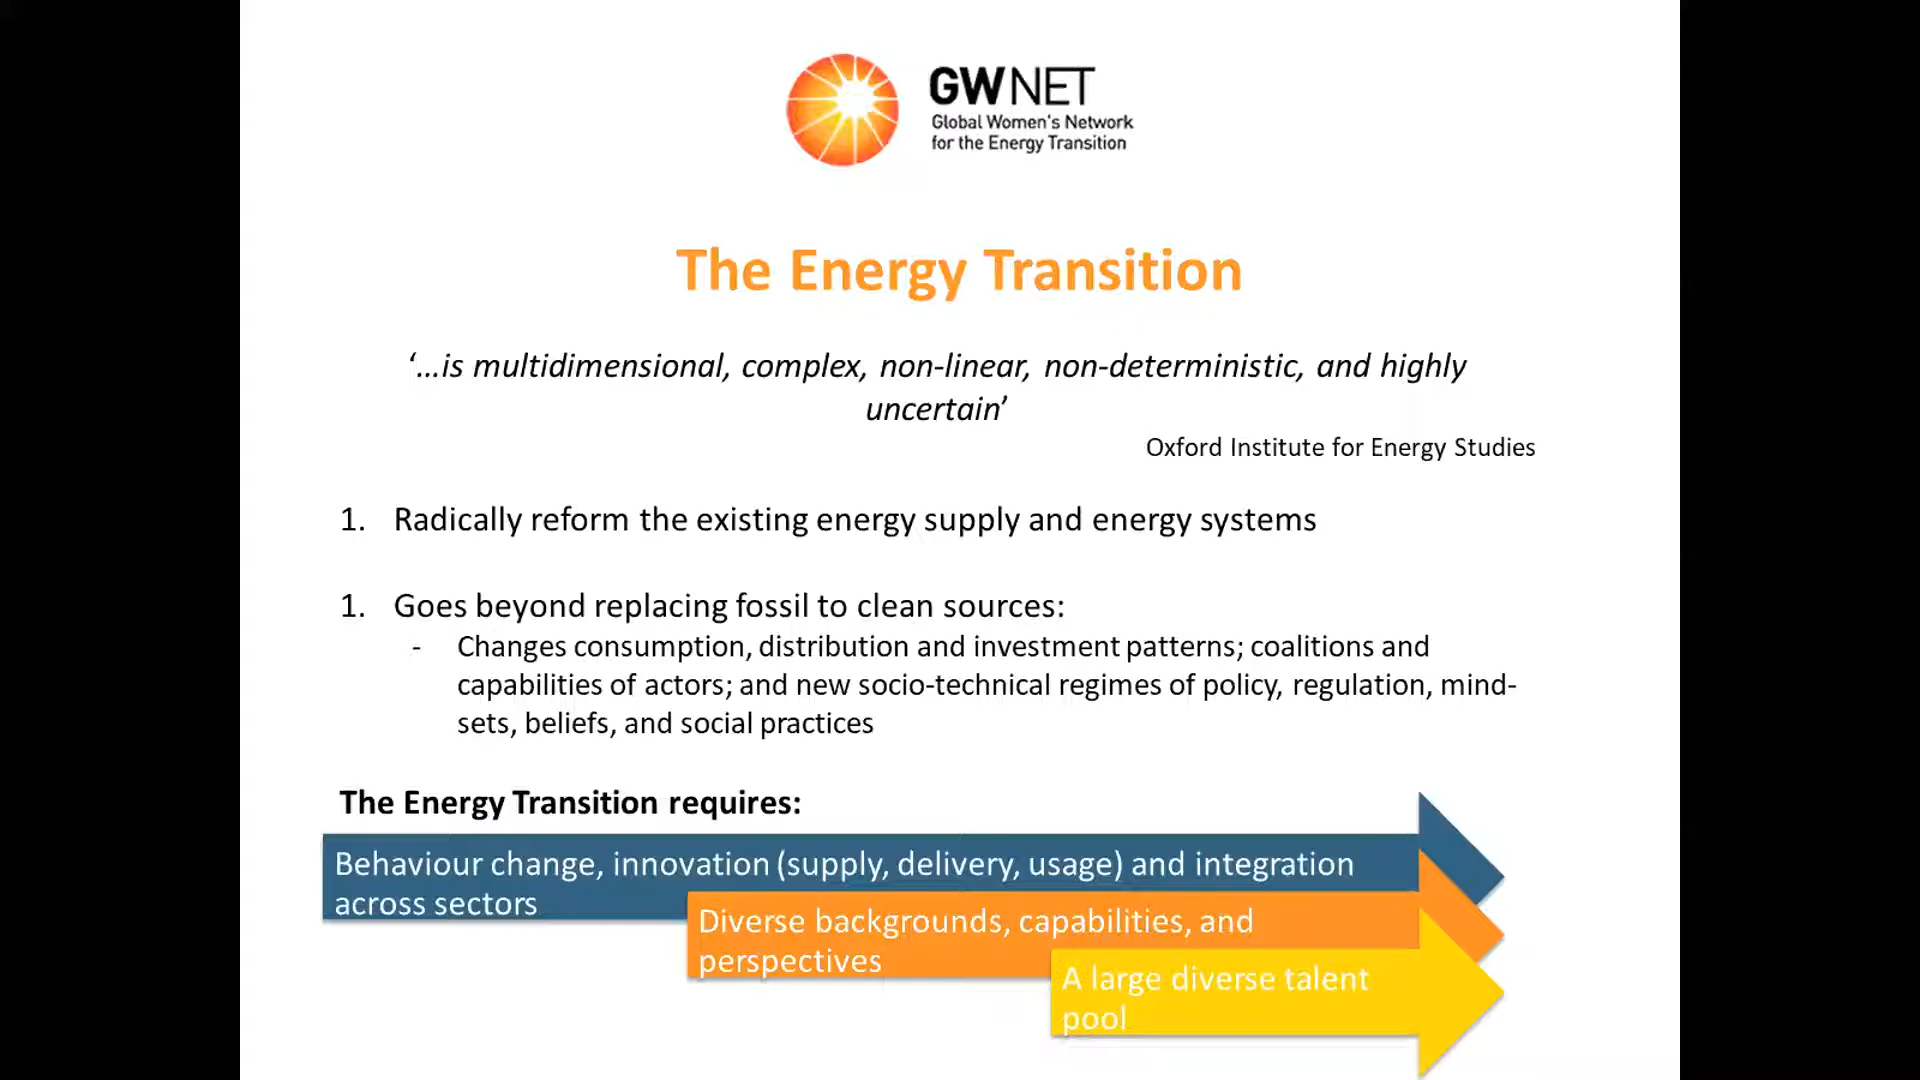 GWNET
Global Women's Network
for the Energy Transition
The Energy Transition
‘...is multidimensional, complex, non-linear, non-deterministic, and highly
uncertain’
Oxford Institute for Energy Studies
1. Radically reform the existing energy supply and energy systems
1. Goes beyond replacing fossil to clean sources:
- Changes consumption, distribution and investment patterns; coalitions and
capabilities of actors; and new socio-technical regimes of policy, regulation, mind-
sets, beliefs, and social practices
The Energy Transition requires:
Behaviour change, innovation (supply, delivery, usage) and integration
across sectors
Diverse backgrounds, capabilities, and
perspectives
A large diverse talent
pool